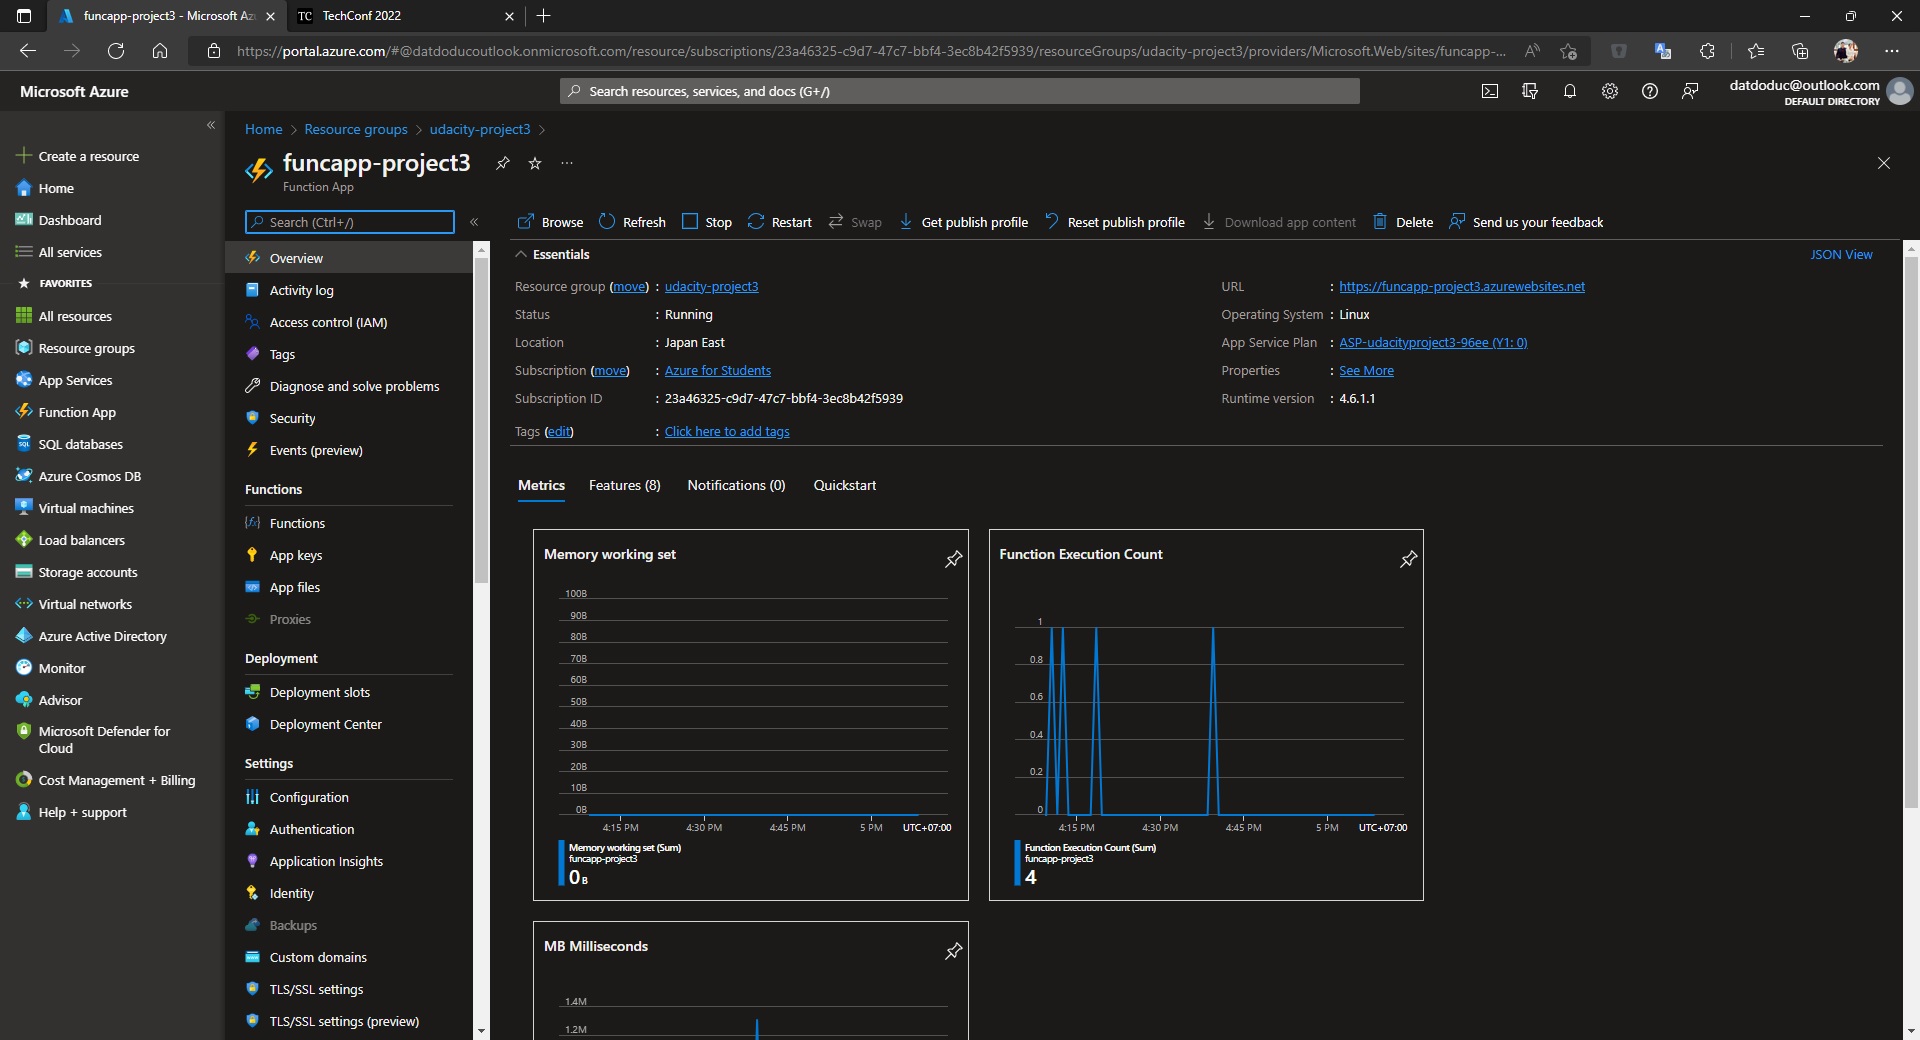 funcapp-project3 - Microsoft Az
TC TechConf 2022
https://portal.azure.com/#@datdoducoutlook.onmicrosoft.com/resource/subscriptions/23a46325-c9d7-47c7-bbf4-3ec8b42f5939/resourceGroups/udacity-project3/providers/Microsoft.Web/sites/funcapp-...
Microsoft Azure
Search resources, services, and docs (G+/)
datdoduc@outlook.com
DEFAULT DIRECTORY
Create a resource
Home
Dashboard
All services
FAVORITES
All resources
Resource groups
App Services
Function App
SQL databases
Azure Cosmos DB
Virtual machines
Load balancers
Storage accounts
Virtual networks
Azure Active Directory
Monitor
Advisor
Microsoft Defender for
Cloud
Cost Management + Billing
Help + support
Home > Resource groups > udacity-project3 >
funcapp-project3
Function App
Search (Ctrl+/)
Overview
Activity log
Access control (IAM)
Tags
Diagnose and solve problems
Security
Events (preview)
Functions
Functions
App keys
App files
Proxies
Deployment
Deployment slots
Deployment Center
Settings
Configuration
Authentication
Application Insights
Identity
Backups
Custom domains
TLS/SSL settings
TLS/SSL settings (preview)
Browse Refresh Stop Restart Swap Get publish profile Reset publish profile Download app content Delete Send us your feedback
Essentials
JSON View
Resource group (move) : udacity-project3
Status : Running
Location : Japan East
Subscription (move) : Azure for Students
Subscription ID : 23a46325-c9d7-47c7-bbf4-3ec8b42f5939
Tags (edit) : Click here to add tags
URL : https://funcapp-project3.azurewebsites.net
Operating System : Linux
App Service Plan : ASP-udacityproject3-96ee (Y1: 0)
Properties : See More
Runtime version : 4.6.1.1
Metrics Features (8) Notifications (0) Quickstart
Memory working set
100B
90B
80B
70B
60B
50B
40B
30B
20B
10B
0B
4:15 PM 4:30 PM 4:45 PM 5 PM UTC+07:00
Memory working set (Sum)
funcapp-project3
0 B
Function Execution Count
1
0.8
0.6
0.4
0.2
0
4:15 PM 4:30 PM 4:45 PM 5 PM UTC+07:00
Function Execution Count (Sum)
funcapp-project3
4
MB Milliseconds
1.4M
1.2M